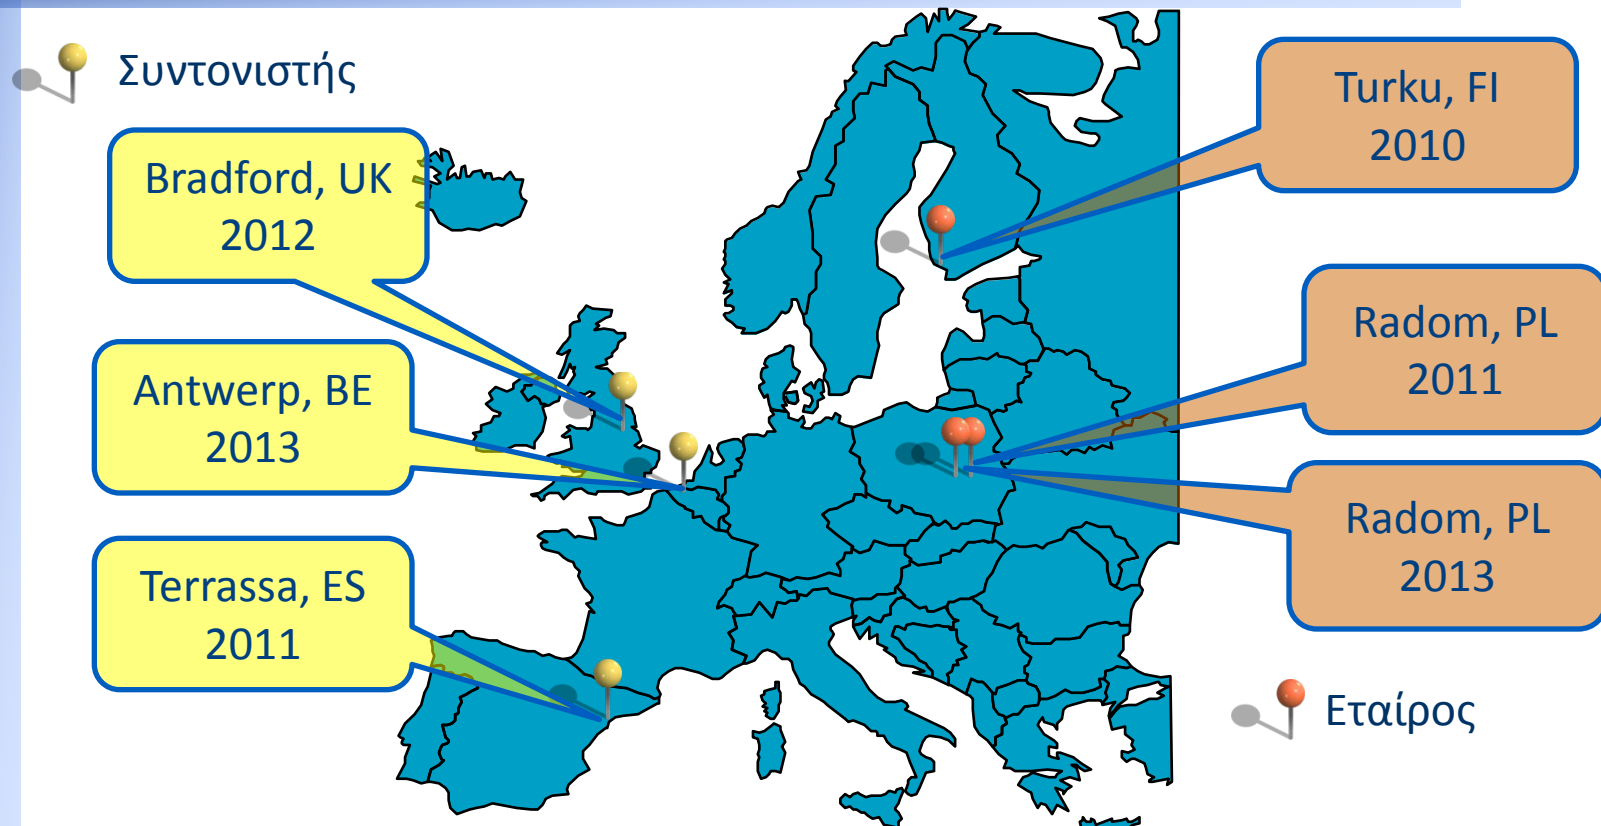 Συντονιστής
Bradford, UK
2012
Antwerp, BE
2013
Terrassa, ES
2011
Turku, FI
2010
Radom, PL
2011
Radom, PL
2013
Εταίρος